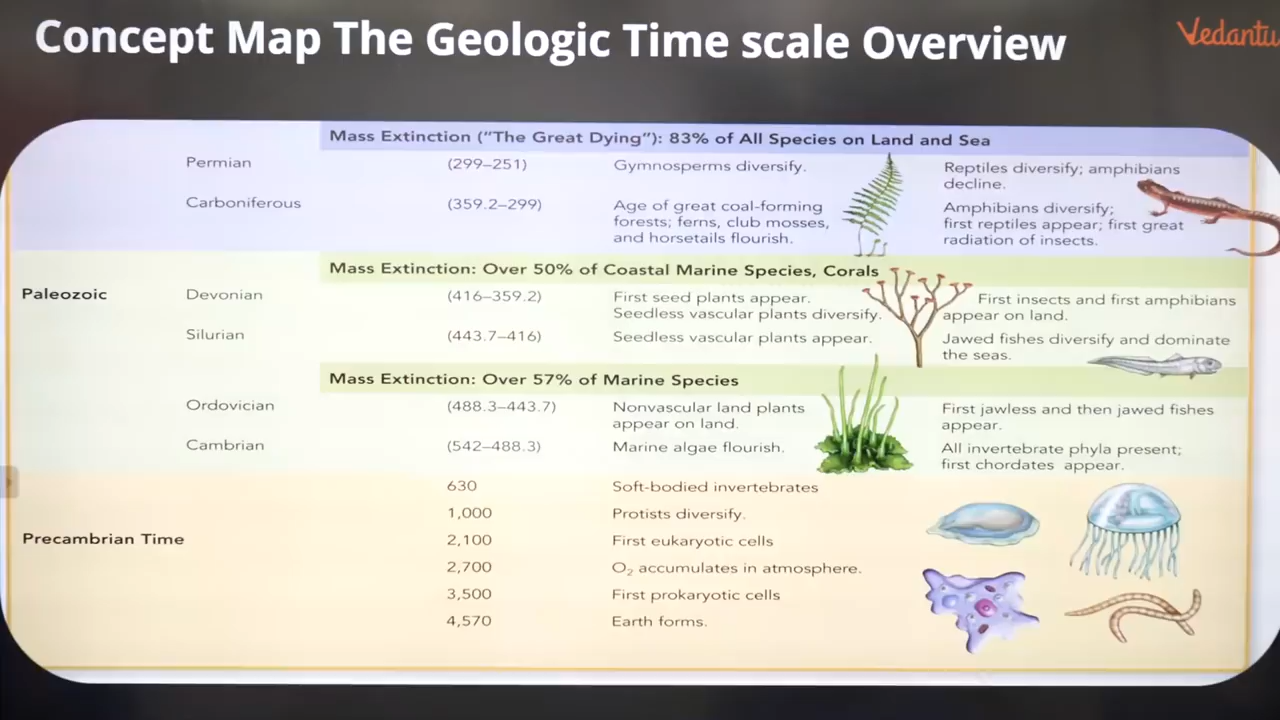 Concept Map The Geologic Time scale Overview
Vedantu
Mass Extinction (“The Great Dying”): 83% of All Species on Land and Sea
Permian (299–251) Gymnosperms diversify. Reptiles diversify; amphibians
decline.
Carboniferous (359.2–299) Age of great coal-forming Amphibians diversify;
forests; ferns, club mosses, first reptiles appear; first great
and horsetails flourish. radiation of insects.
Mass Extinction: Over 50% of Coastal Marine Species, Corals
Paleozoic Devonian (416–359.2) First seed plants appear. First insects and first amphibians
Seedless vascular plants diversify. appear on land.
Silurian (443.7–416) Seedless vascular plants appear. Jawed fishes diversify and dominate
the seas.
Mass Extinction: Over 57% of Marine Species
Ordovician (488.3–443.7) Nonvascular land plants First jawless and then jawed fishes
appear on land. appear.
Cambrian (542–488.3) Marine algae flourish. All invertebrate phyla present;
first chordates appear.
630 Soft-bodied invertebrates
1,000 Protists diversify.
Precambrian Time 2,100 First eukaryotic cells
2,700 O₂ accumulates in atmosphere.
3,500 First prokaryotic cells
4,570 Earth forms.